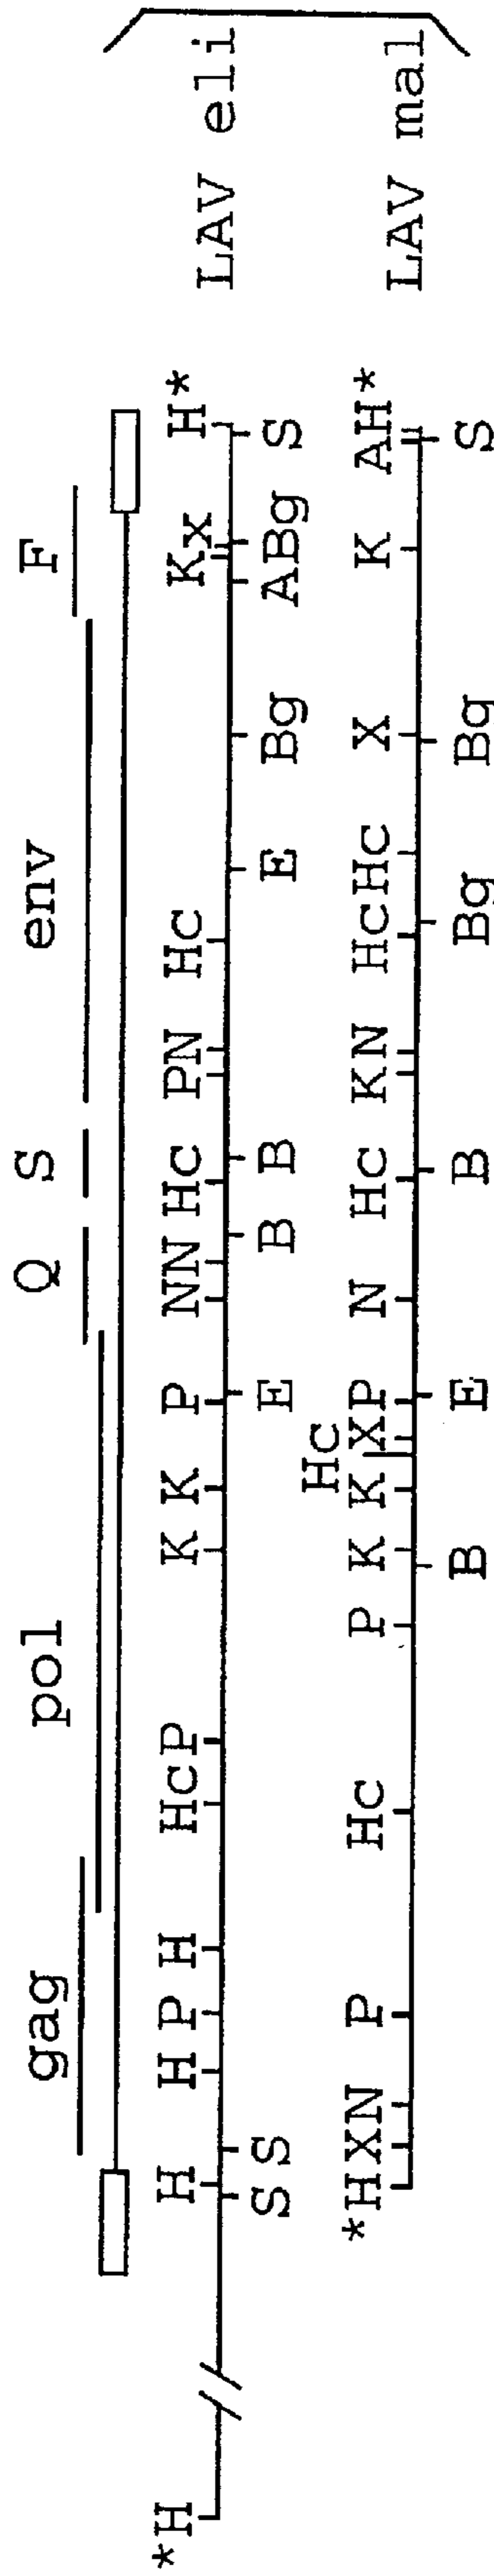 gag pol Q S env F
*H H H P H HcP K K P NN Hc PN Hc Kx H* LAV eli
S S E B B E Bg ABg S
Hc
*HXN P Hc P K K XP N Hc KN HcHc X K AH* LAV mal
B E B Bg Bg S